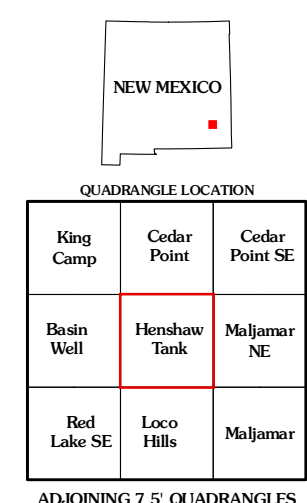 NEW MEXICO
QUADRANGLE LOCATION
King Camp
Cedar Point
Cedar Point SE
Basin Well
Henshaw Tank
Maljamar NE
Red Lake SE
Loco Hills
Maljamar
ADJOINING 7.5' QUADRANGLES